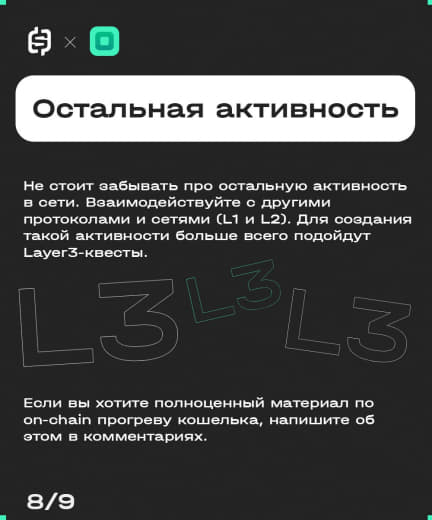 Остальная активность
Не стоит забывать про остальную активность
в сети. Взаимодействуйте с другими
протоколами и сетями (L1 и L2). Для создания
такой активности больше всего подойдут
Layer3-квесты.
L3 L3 L3
Если вы хотите полноценный материал по
on-chain прогреву кошелька, напишите об
этом в комментариях.
8/9